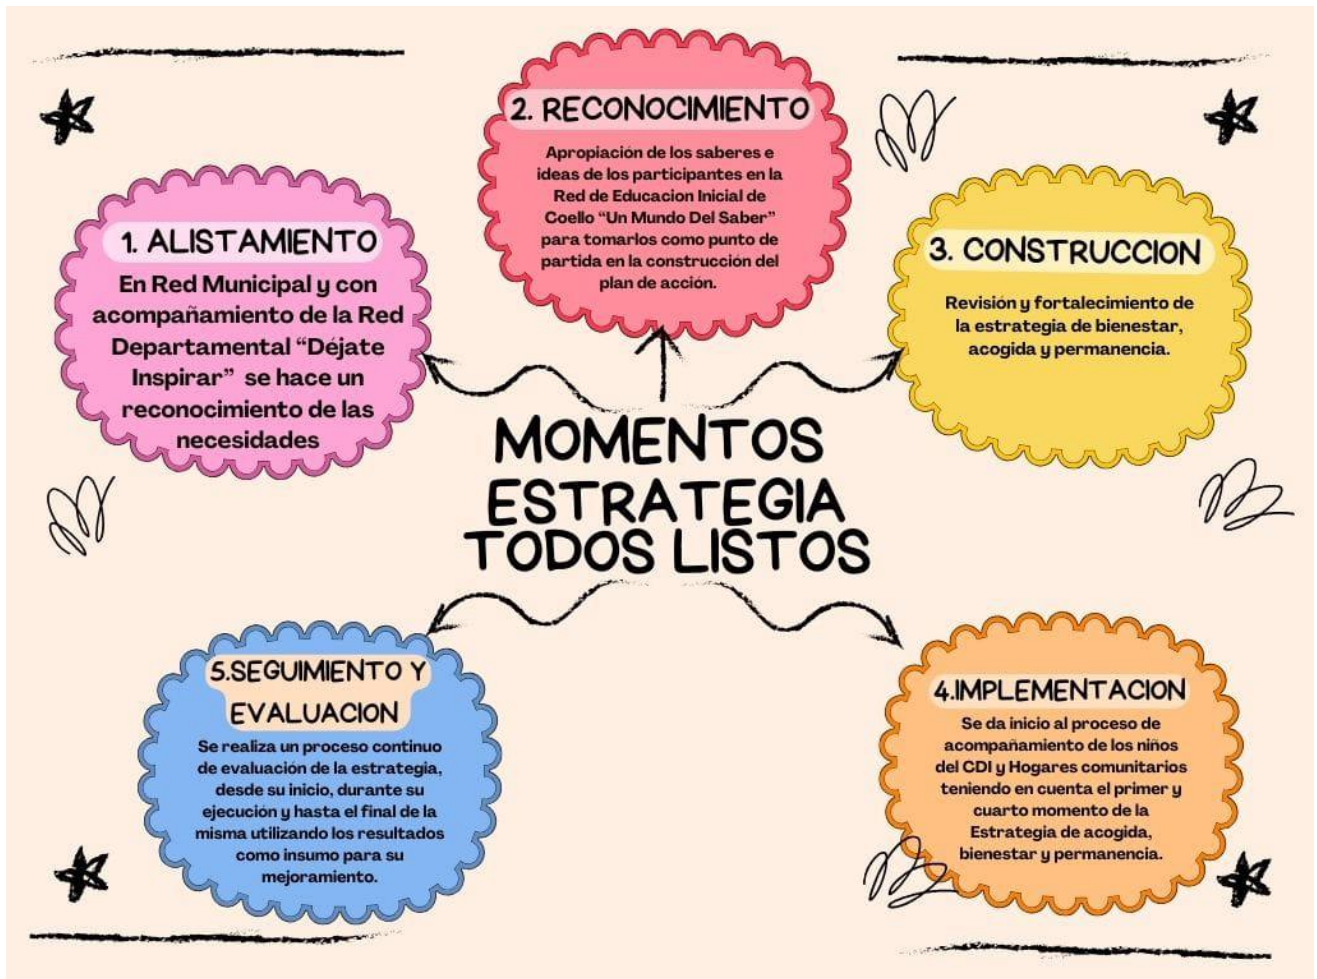 MOMENTOS
ESTRATEGIA
TODOS LISTOS
1. ALISTAMIENTO
En Red Municipal y con
acompañamiento de la Red
Departamental “Déjate
Inspirar” se hace un
reconocimiento de las
necesidades
2. RECONOCIMIENTO
Apropiación de los saberes e
ideas de los participantes en la
Red de Educacion Inicial de
Coello “Un Mundo Del Saber”
para tomarlos como punto de
partida en la construcción del
plan de acción.
3. CONSTRUCCION
Revisión y fortalecimiento de
la estrategia de bienestar,
acogida y permanencia.
4.IMPLEMENTACION
Se da inicio al proceso de
acompañamiento de los niños
del CDI y Hogares comunitarios
teniendo en cuenta el primer y
cuarto momento de la
Estrategia de acogida,
bienestar y permanencia.
5.SEGUIMIENTO Y
EVALUACION
Se realiza un proceso continuo
de evaluación de la estrategia,
desde su inicio, durante su
ejecución y hasta el final de la
misma utilizando los resultados
como insumo para su
mejoramiento.